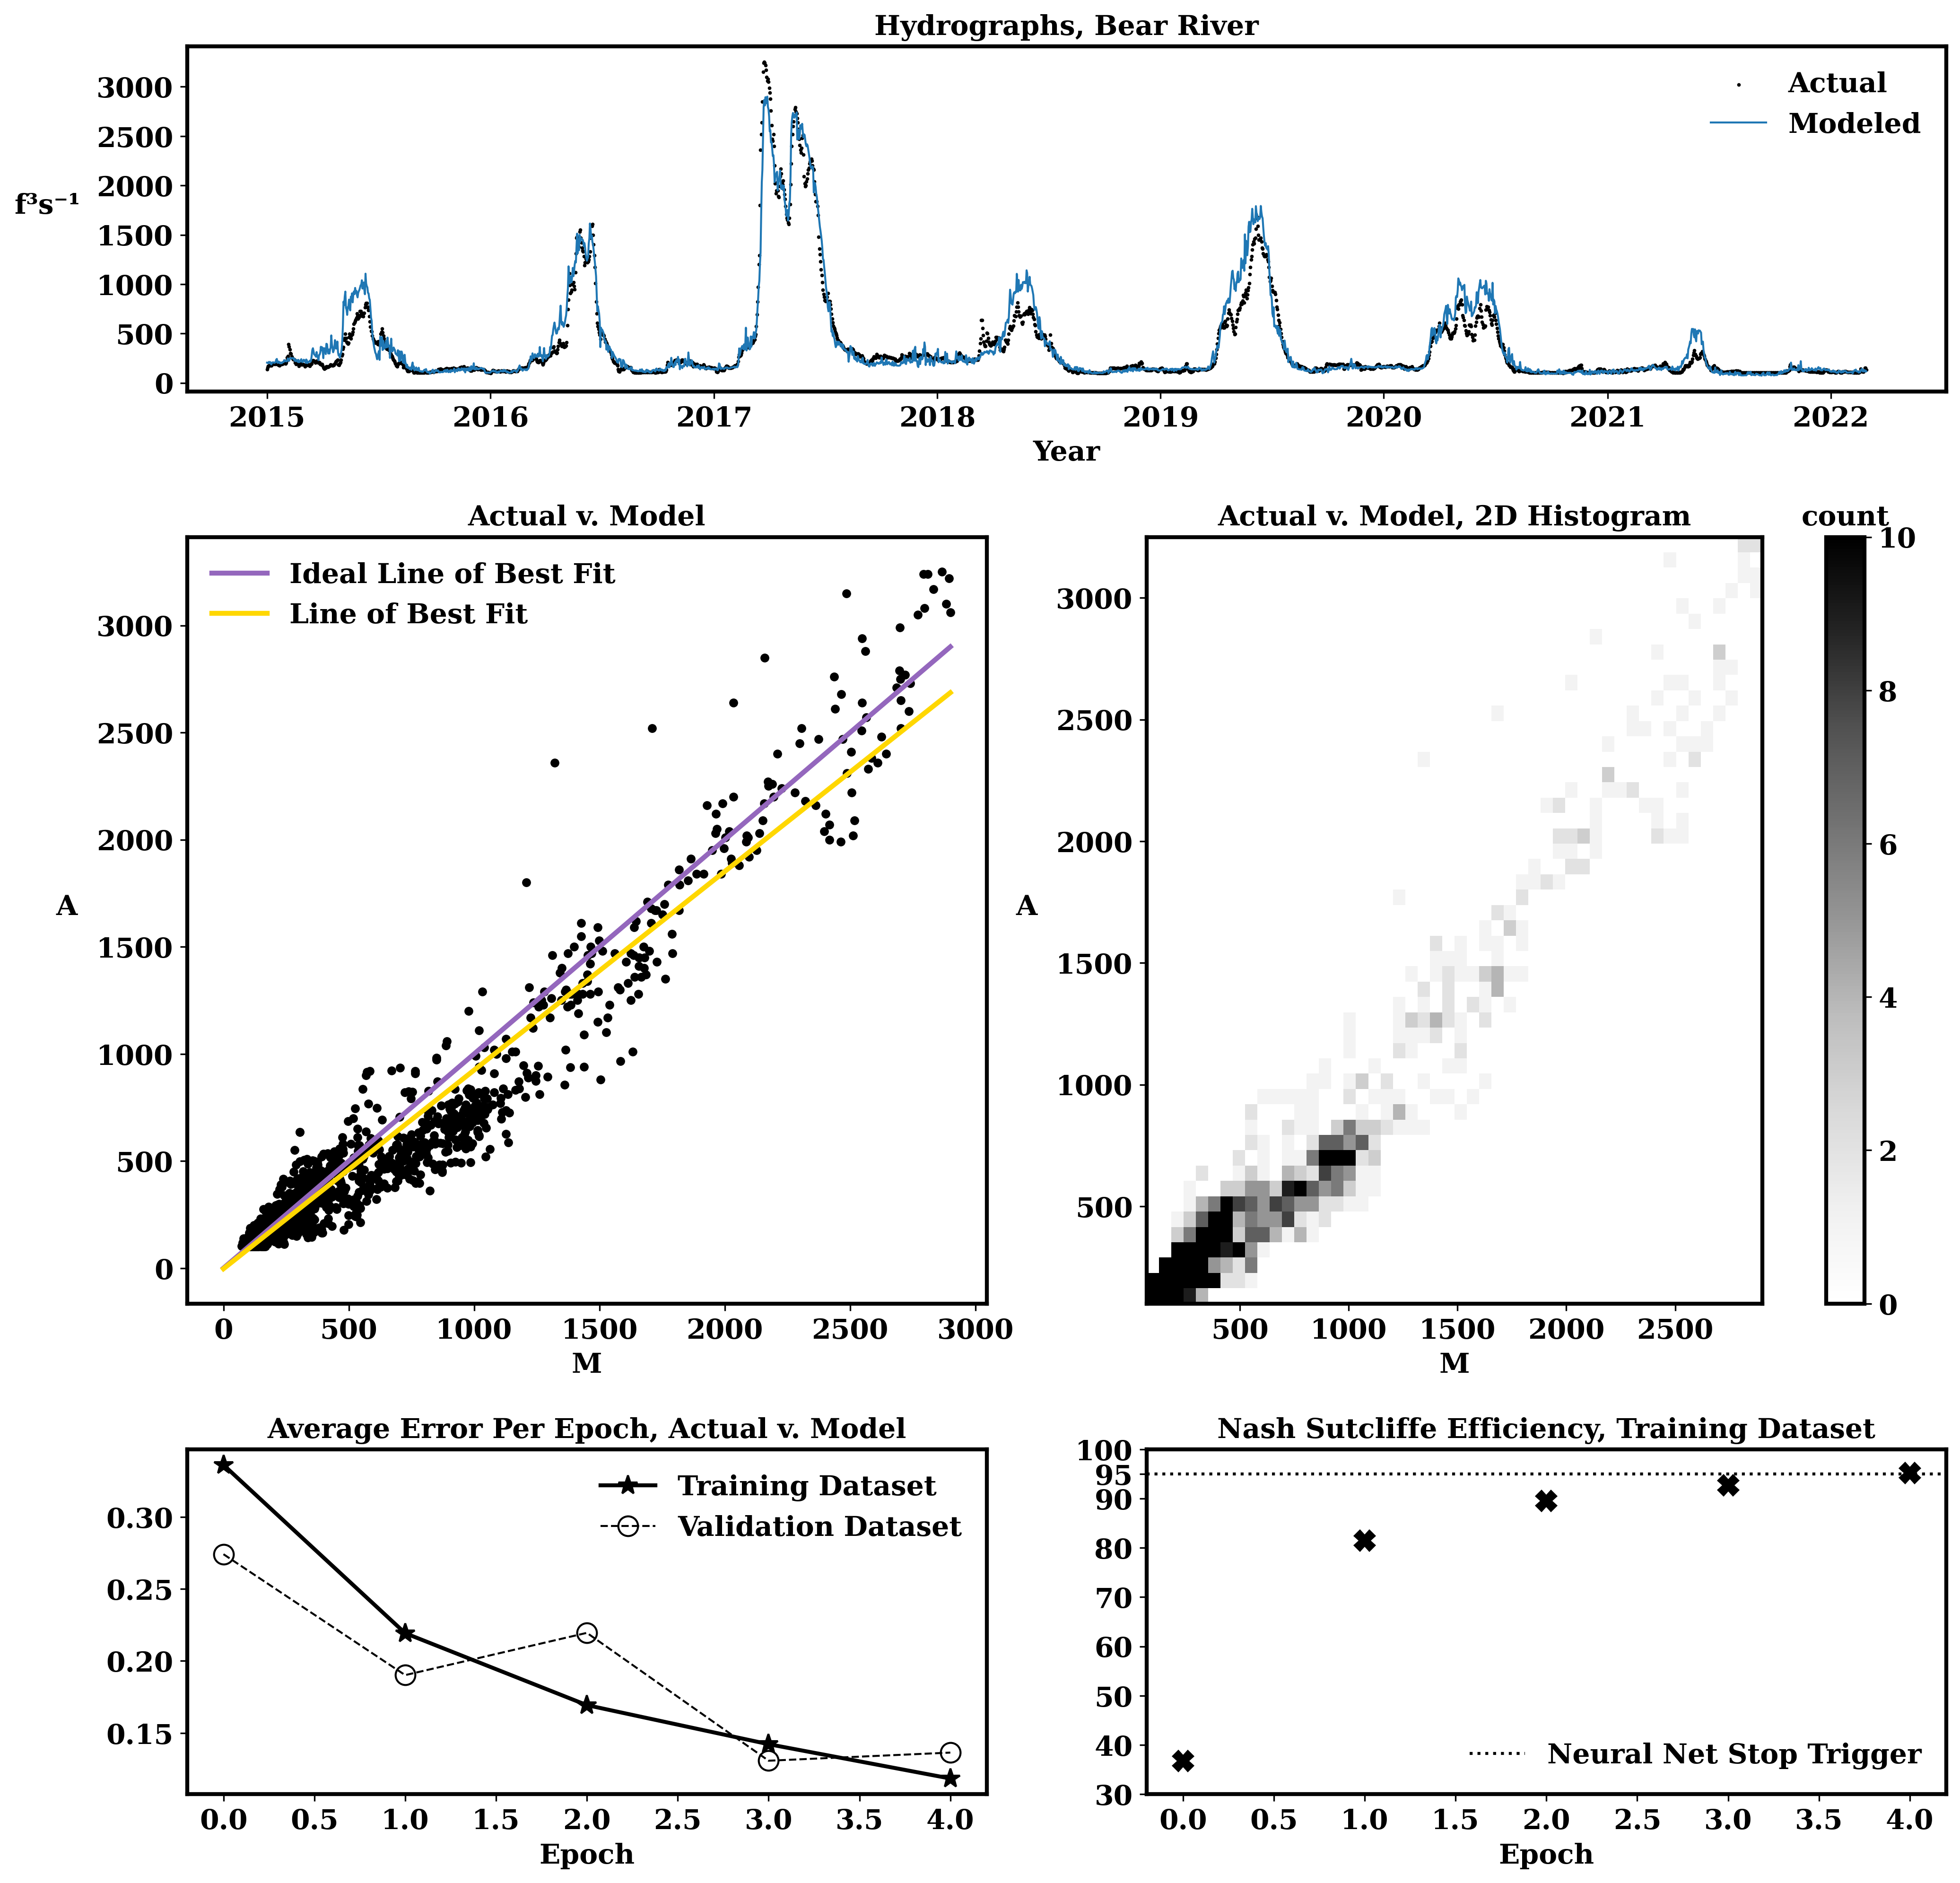 Hydrographs, Bear River
3000
2500
2000
1500
1000
500
0
f³s⁻¹
Actual
Modeled
2015 2016 2017 2018 2019 2020 2021 2022
Year
Actual v. Model
Ideal Line of Best Fit
Line of Best Fit
3000
2500
2000
1500
1000
500
0
A
0 500 1000 1500 2000 2500 3000
M
Actual v. Model, 2D Histogram
3000
2500
2000
1500
1000
500
A
500 1000 1500 2000 2500
M
count
10
8
6
4
2
0
Average Error Per Epoch, Actual v. Model
Training Dataset
Validation Dataset
0.30
0.25
0.20
0.15
0.0 0.5 1.0 1.5 2.0 2.5 3.0 3.5 4.0
Epoch
Nash Sutcliffe Efficiency, Training Dataset
100
95
90
80
70
60
50
40
30
Neural Net Stop Trigger
0.0 0.5 1.0 1.5 2.0 2.5 3.0 3.5 4.0
Epoch